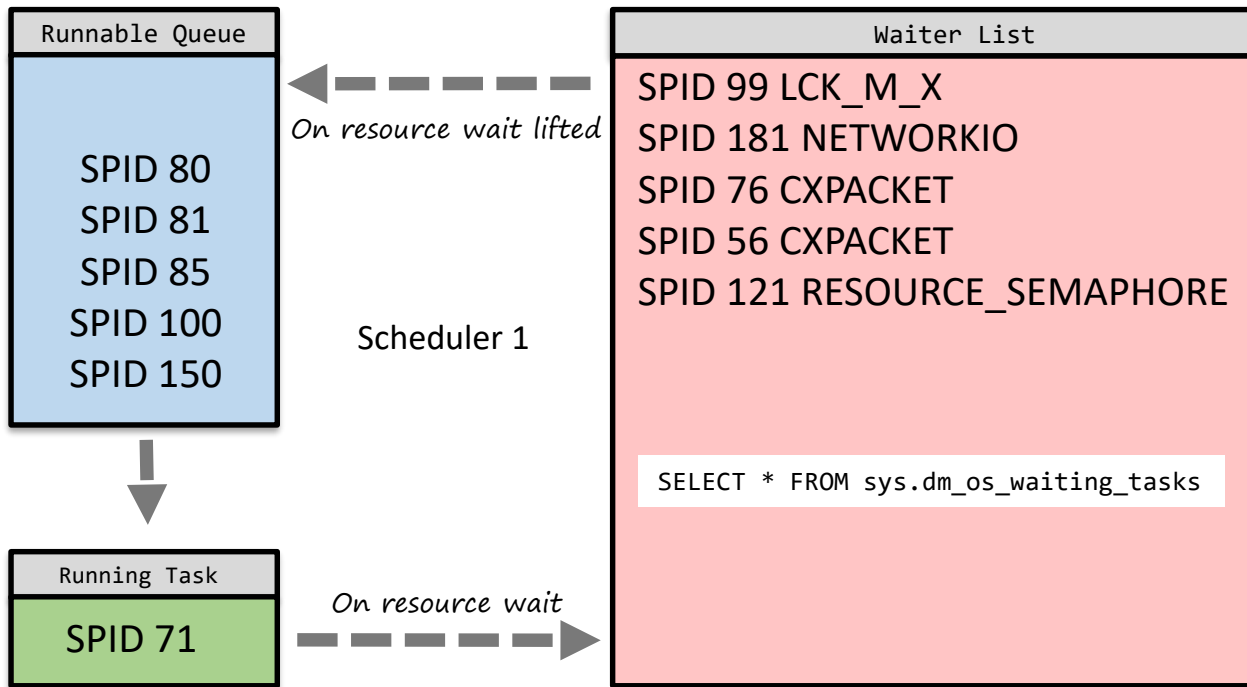 Runnable Queue
SPID 80
SPID 81
SPID 85
SPID 100
SPID 150
On resource wait lifted
Scheduler 1
Waiter List
SPID 99 LCK_M_X
SPID 181 NETWORKIO
SPID 76 CXPACKET
SPID 56 CXPACKET
SPID 121 RESOURCE_SEMAPHORE
SELECT * FROM sys.dm_os_waiting_tasks
Running Task
SPID 71
On resource wait